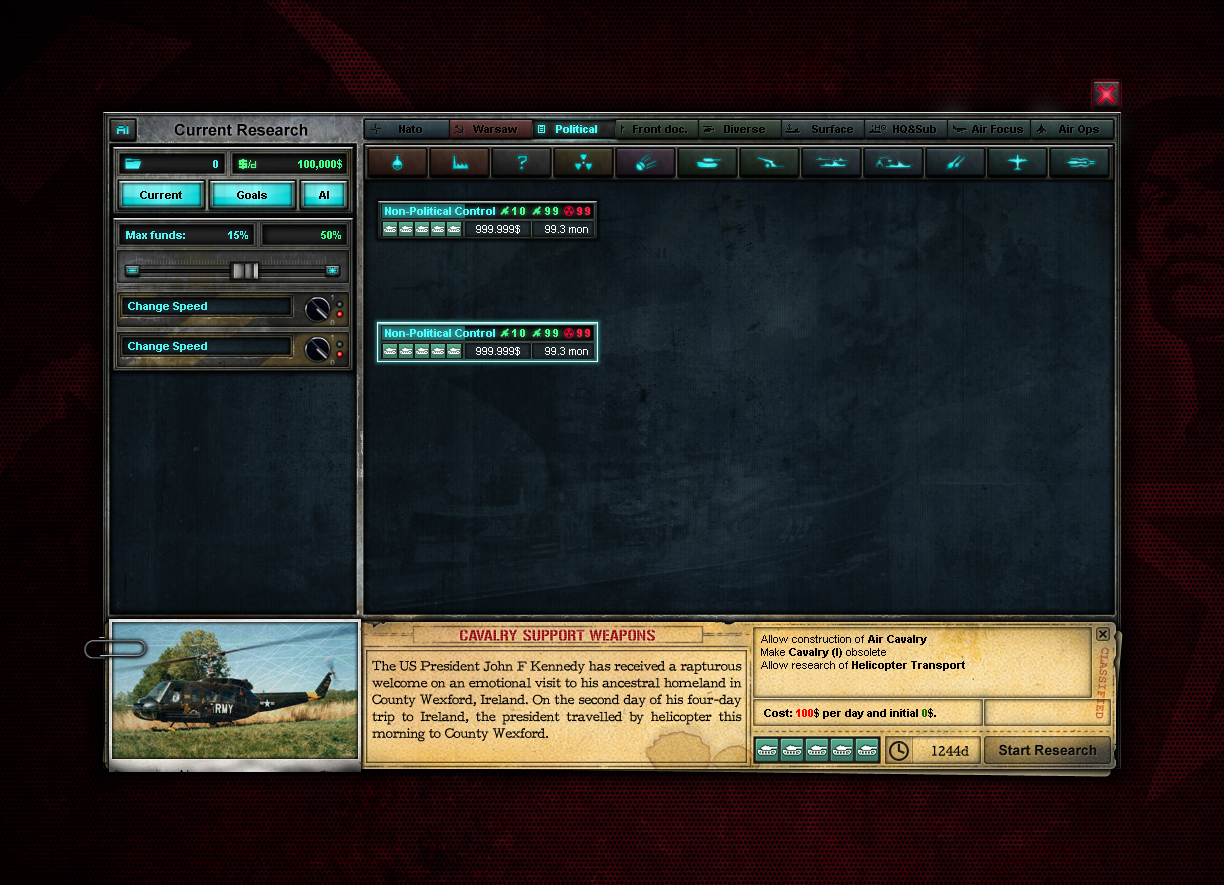 AI Current Research
Nato Warsaw Political Front doc. Diverse Surface HQ&Sub Air Focus Air Ops
0 $/d 100,000$
Current Goals AI
Max funds: 15% 50%
Change Speed
Change Speed
Non-Political Control 10 99 99
999.999$ 99.3 mon
Non-Political Control 10 99 99
999.999$ 99.3 mon
ARMY
CAVALRY SUPPORT WEAPONS
The US President John F Kennedy has received a rapturous
welcome on an emotional visit to his ancestral homeland in
County Wexford, Ireland. On the second day of his four-day
trip to Ireland, the president travelled by helicopter this
morning to County Wexford.
Allow construction of Air Cavalry
Make Cavalry (I) obsolete
Allow research of Helicopter Transport
CLASSIFIED
Cost: 100$ per day and initial 0$.
1244d Start Research